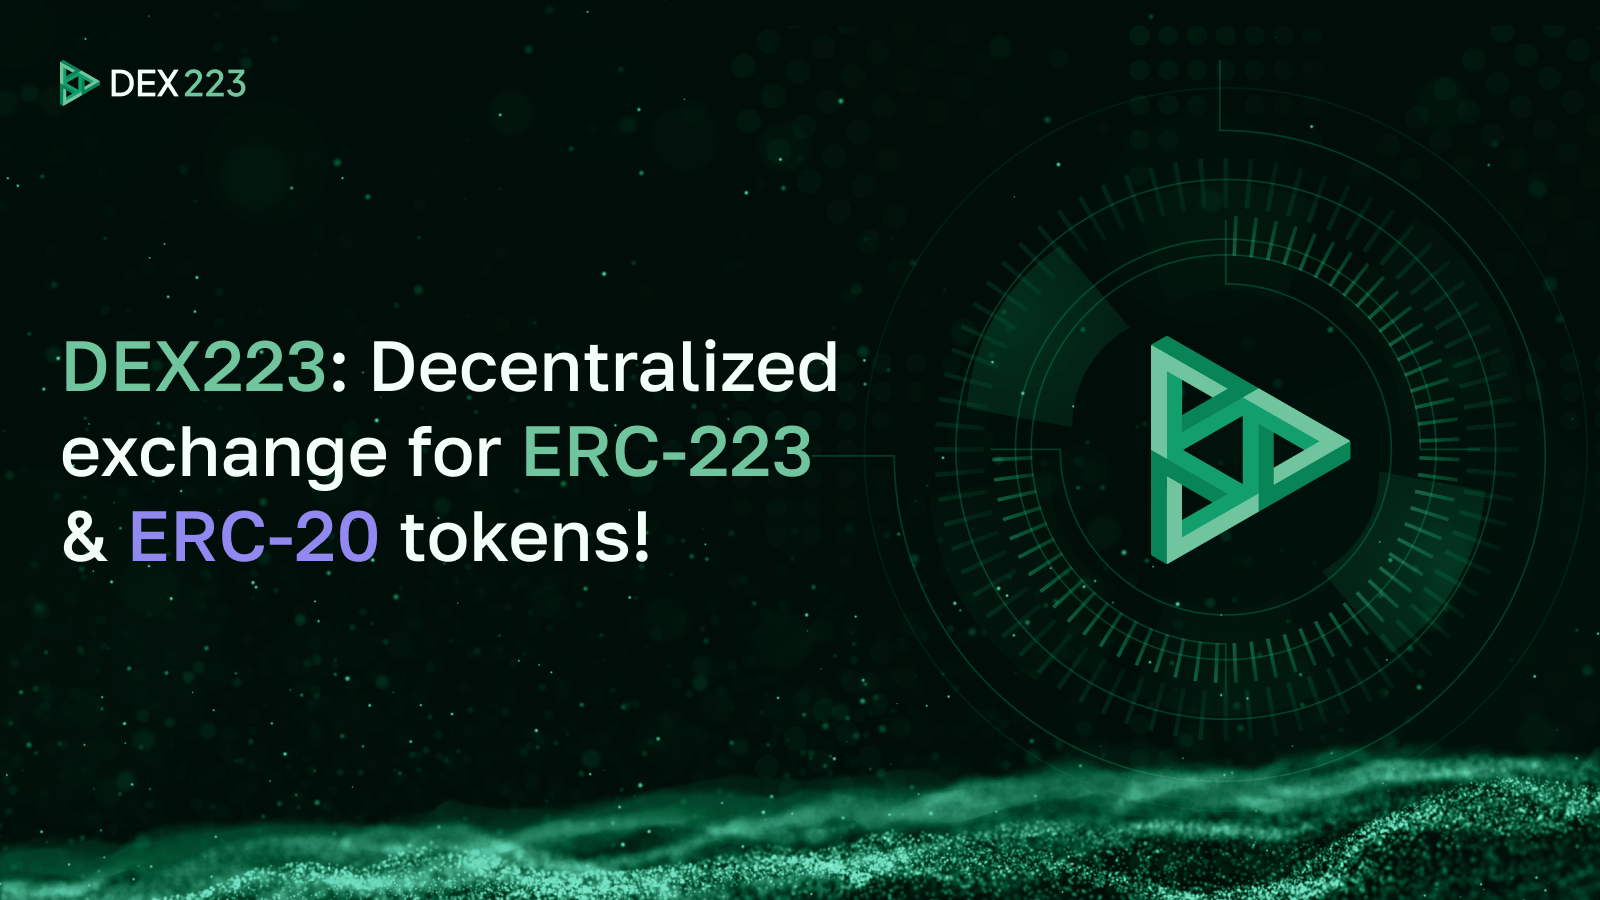 DEX223
DEX223: Decentralized
exchange for ERC-223
& ERC-20 tokens!